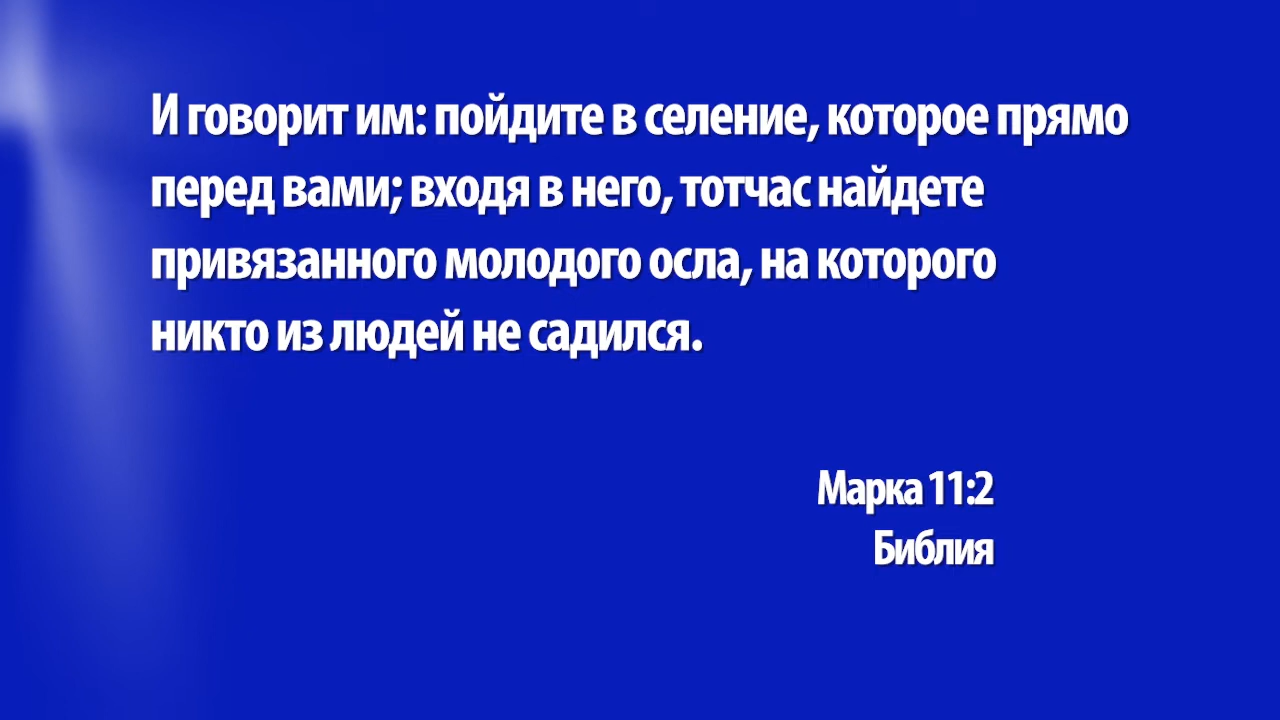 И говорит им: пойдите в селение, которое прямо
перед вами; входя в него, тотчас найдете
привязанного молодого осла, на которого
никто из людей не садился.
Марка 11:2
Библия